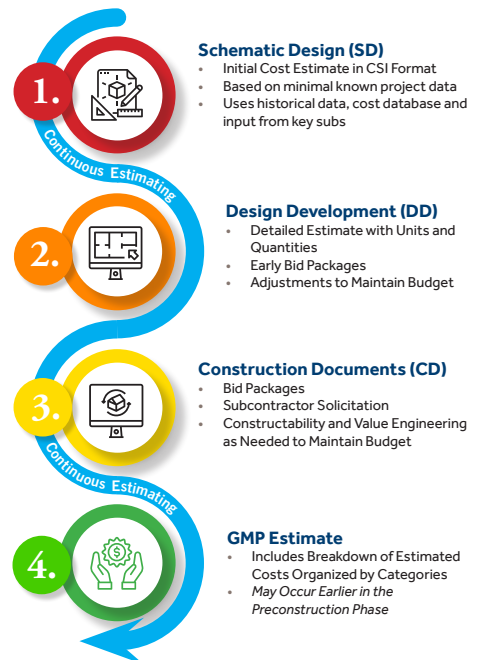 Schematic Design (SD)
1.
• Initial Cost Estimate in CSI Format
• Based on minimal known project data
• Uses historical data, cost database and
input from key subs
Continuous Estimating
Design Development (DD)
2.
• Detailed Estimate with Units and
Quantities
• Early Bid Packages
• Adjustments to Maintain Budget
Construction Documents (CD)
3.
• Bid Packages
• Subcontractor Solicitation
• Constructability and Value Engineering
as Needed to Maintain Budget
Continuous Estimating
GMP Estimate
4.
• Includes Breakdown of Estimated
Costs Organized by Categories
• May Occur Earlier in the
Preconstruction Phase
$